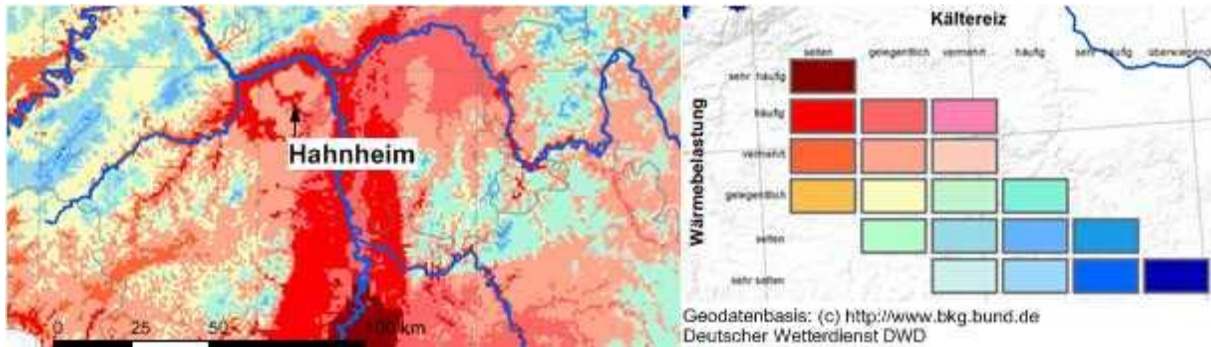 Hahnheim
0 25 50 100 km
Kältereiz
selten gelegentlich vermehrt häufig sehr häufig überwiegend
Wärmebelastung
sehr häufig
häufig
vermehrt
gelegentlich
selten
sehr selten
Geodatenbasis: (c) http://www.bkg.bund.de
Deutscher Wetterdienst DWD